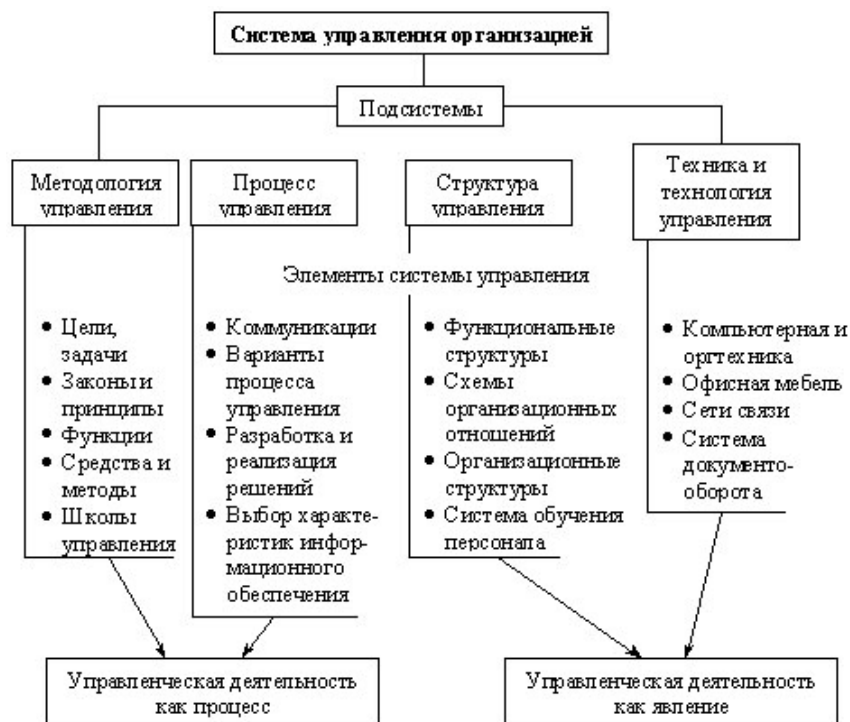 Система управления организацией
Подсистемы
Методология
управления
Процесс
управления
Структура
управления
Техника и
технология
управления
Элементы системы управления
• Цели,
задачи
• Законы и
принципы
• Функции
• Средства и
методы
• Школы
управления
• Коммуникации
• Варианты
процесса
управления
• Разработка и
реализация
решений
• Выбор характе-
ристик инфор-
мационного
обеспечения
• Функциональные
структуры
• Схемы
организационных
отношений
• Организационные
структуры
• Система обучения
персонала
• Компьютерная и
оргтехника
• Офисная мебель
• Сети связи
• Система
документо-
оборота
Управленческая деятельность
как процесс
Управленческая деятельность
как явление